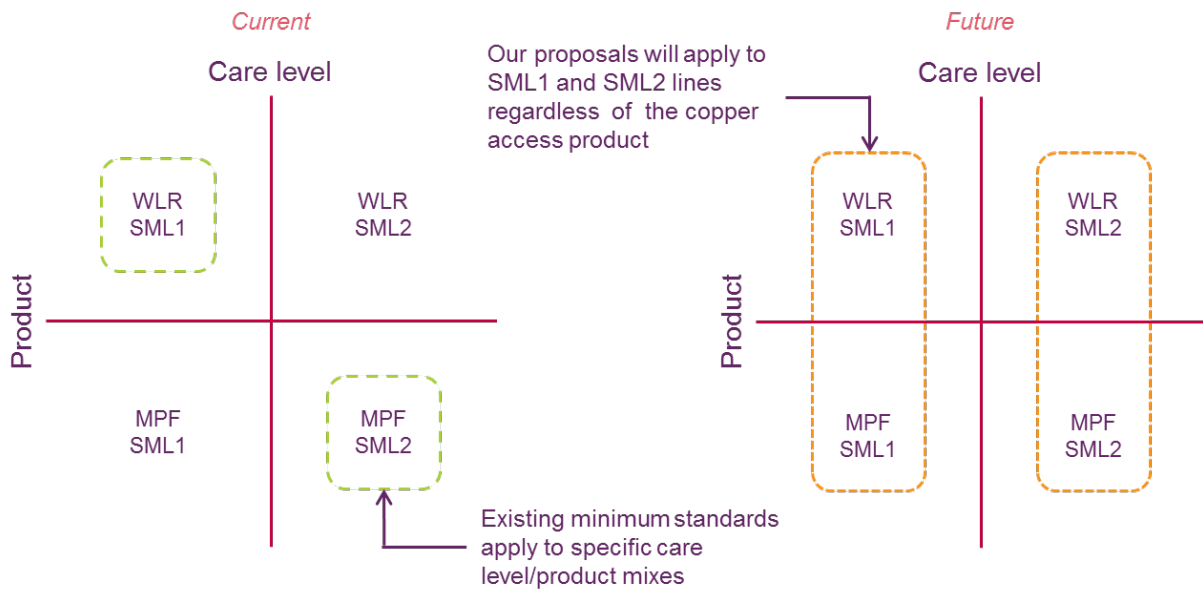 Current
Future
Care level
Our proposals will apply to
SML1 and SML2 lines
regardless of the copper
access product
Care level
WLR
SML1
WLR
SML2
WLR
SML1
WLR
SML2
Product
Product
MPF
SML1
MPF
SML2
MPF
SML1
MPF
SML2
Existing minimum standards
apply to specific care
level/product mixes